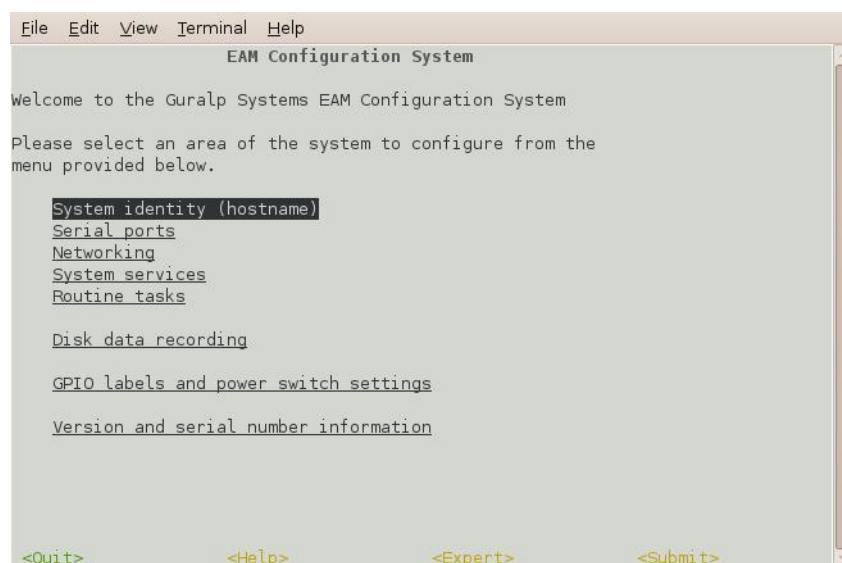 File Edit View Terminal Help
EAM Configuration System
Welcome to the Guralp Systems EAM Configuration System
Please select an area of the system to configure from the
menu provided below.
System identity (hostname)
Serial ports
Networking
System services
Routine tasks
Disk data recording
GPIO labels and power switch settings
Version and serial number information
<Quit> <Help> <Expert> <Submit>